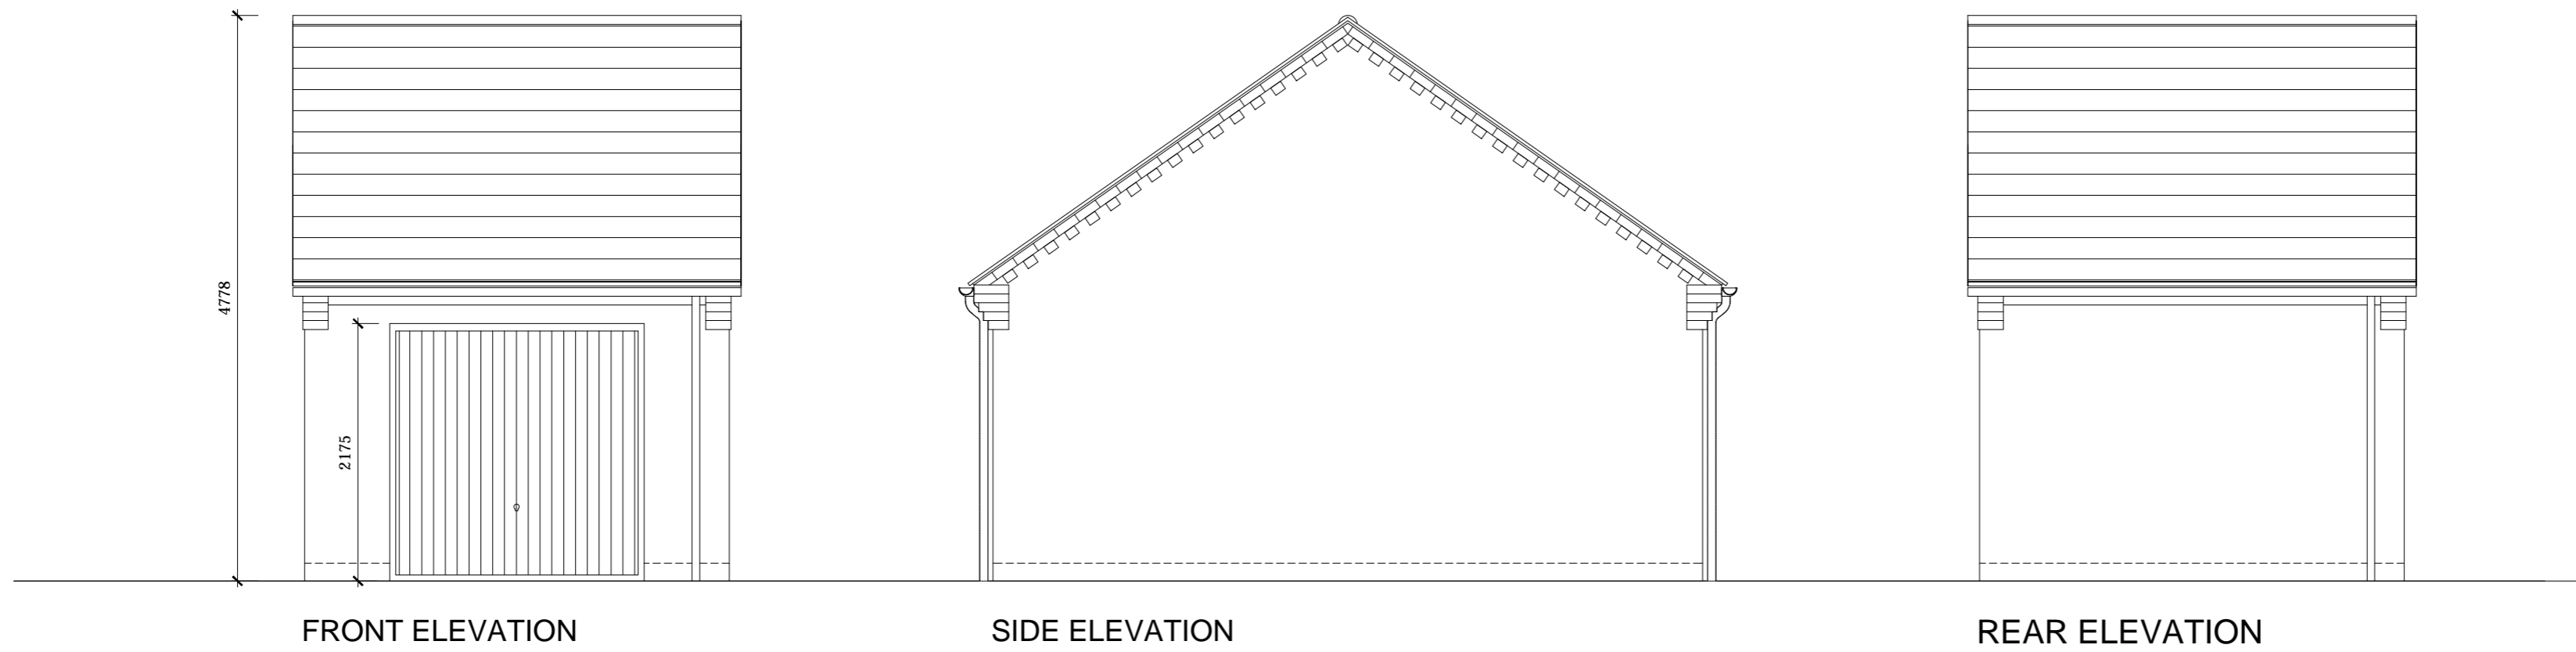 4778
2175
FRONT ELEVATION
SIDE ELEVATION
REAR ELEVATION